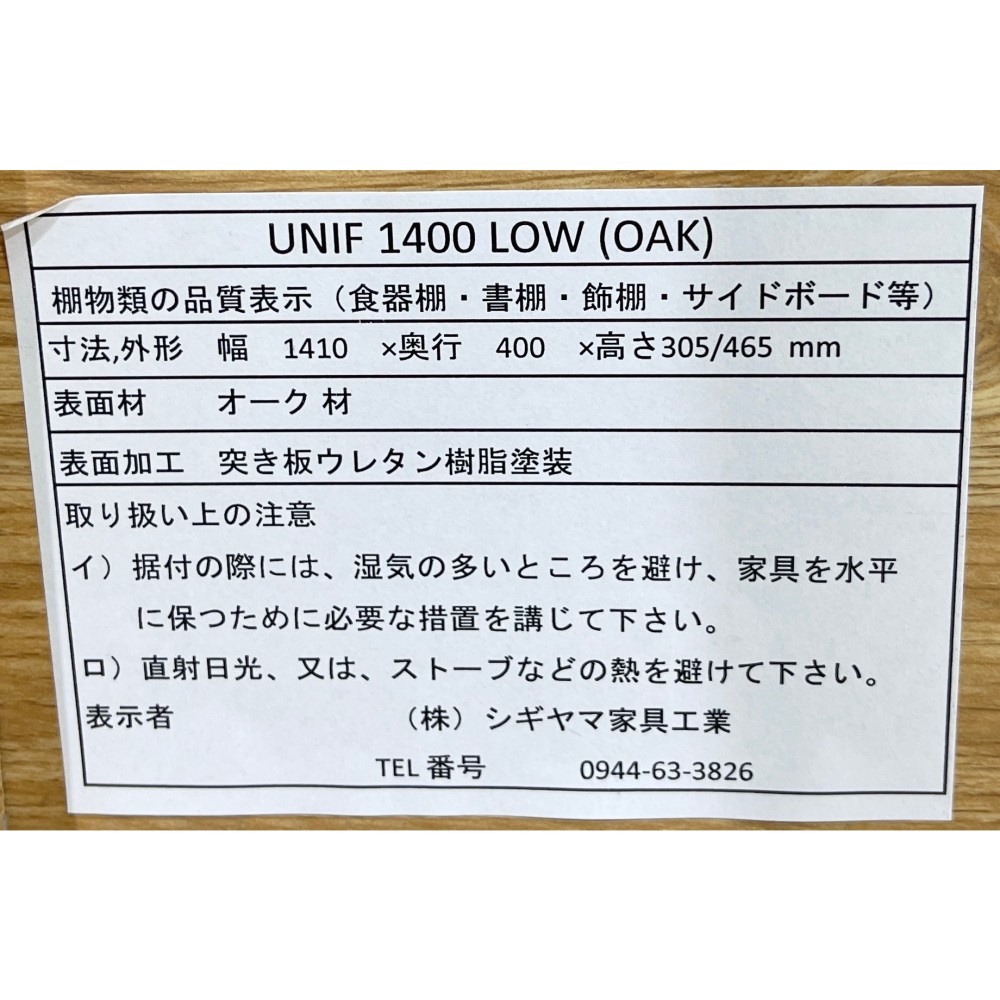 UNIF 1400 LOW (OAK)
棚物類の品質表示（食器棚・書棚・飾棚・サイドボード等）
寸法,外形　幅　1410　×奥行　400　×高さ305/465 mm
表面材　オーク 材
表面加工　突き板ウレタン樹脂塗装
取り扱い上の注意
イ）据付の際には、湿気の多いところを避け、家具を水平
に保つために必要な措置を講じて下さい。
ロ）直射日光、又は、ストーブなどの熱を避けて下さい。
表示者　（株）シギヤマ家具工業
TEL 番号　0944-63-3826